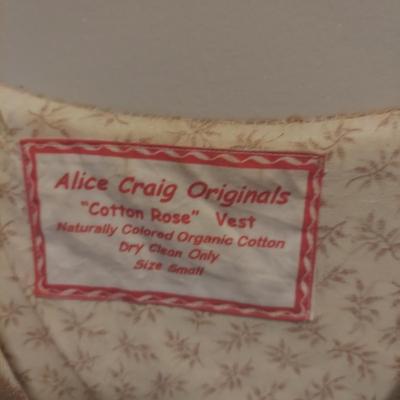 Alice Craig Originals
"Cotton Rose" Vest
Naturally Colored Organic Cotton
Dry Clean Only
Size Small